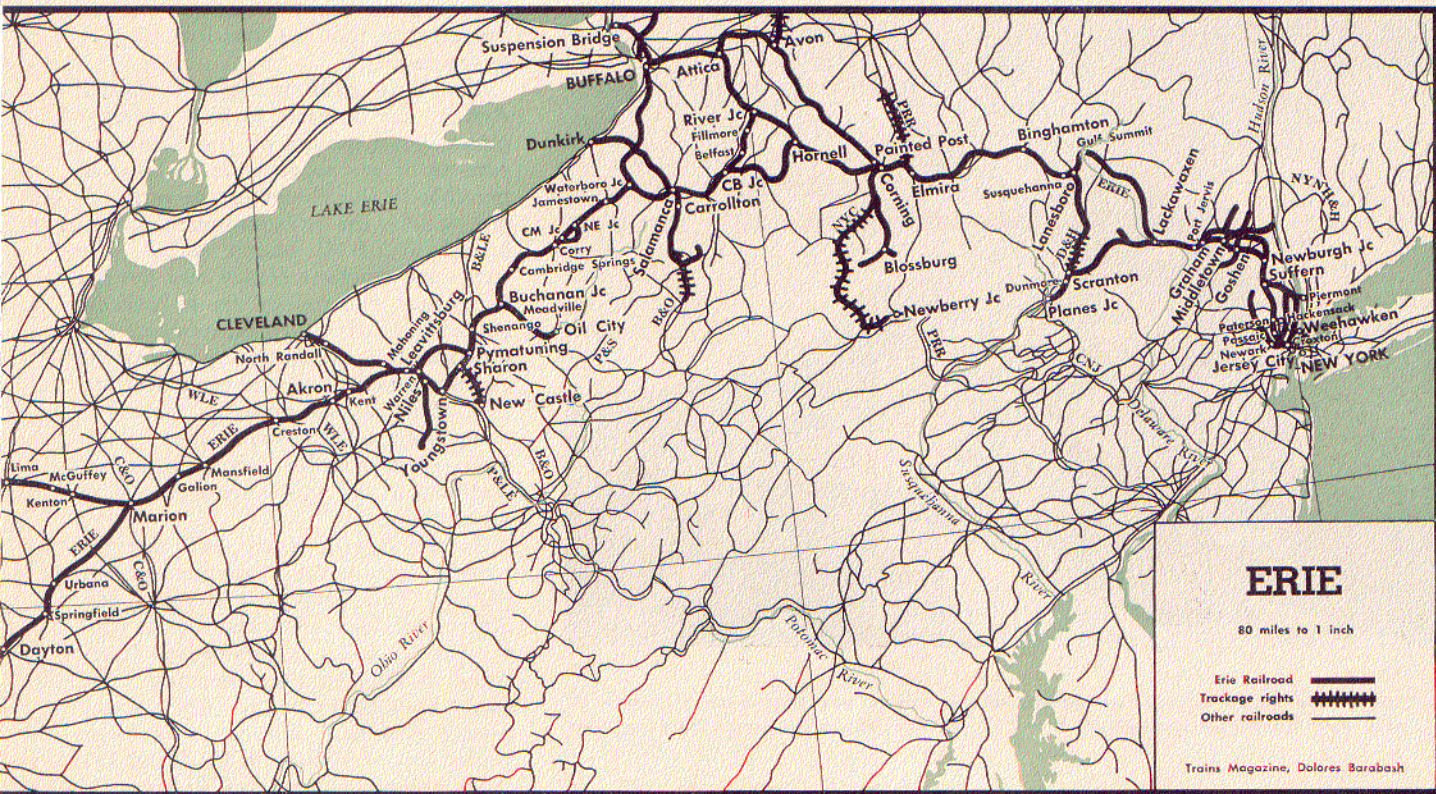 Suspension Bridge
BUFFALO
Attica
Avon
Hudson River
PRR
River Jc
Fillmore
Belfast
Dunkirk
Hornell
Painted Post
Binghamton
Gulf Summit
LAKE ERIE
Waterboro Jc
Jamestown
CB Jc
Carrollton
Salamanca
Corning
Elmira
Susquehanna
Lanesboro
ERIE
Lackawaxen
Port Jervis
NYNH&H
CM Jc
NE Jc
Corry
Cambridge Springs
B&LE
NYC
D&H
Blossburg
Graham
Middletown
Goshen
Newburgh Jc
Suffern
Piermont
Buchanan Jc
Meadville
B&O
Newberry Jc
Dunmore
Scranton
Planes Jc
CLEVELAND
North Randall
Mahoning
Leavittsburg
Shenango
Oil City
P&S
PRR
Paterson
Hackensack
Weehawken
Passaic
Croxton
Newark
Jersey City
NEW YORK
Pymatuning
Sharon
Akron
Kent
Warren
Niles
Youngstown
New Castle
CNJ
Delaware River
WLE
ERIE
Creston
WLE
Lima
McGuffey
Kenton
C&O
Mansfield
Galion
Marion
P&LE
B&O
Susquehanna River
ERIE
C&O
Urbana
Springfield
Dayton
Ohio River
Potomac River
ERIE
80 miles to 1 inch
Erie Railroad
Trackage rights
Other railroads
Trains Magazine, Dolores Barabash